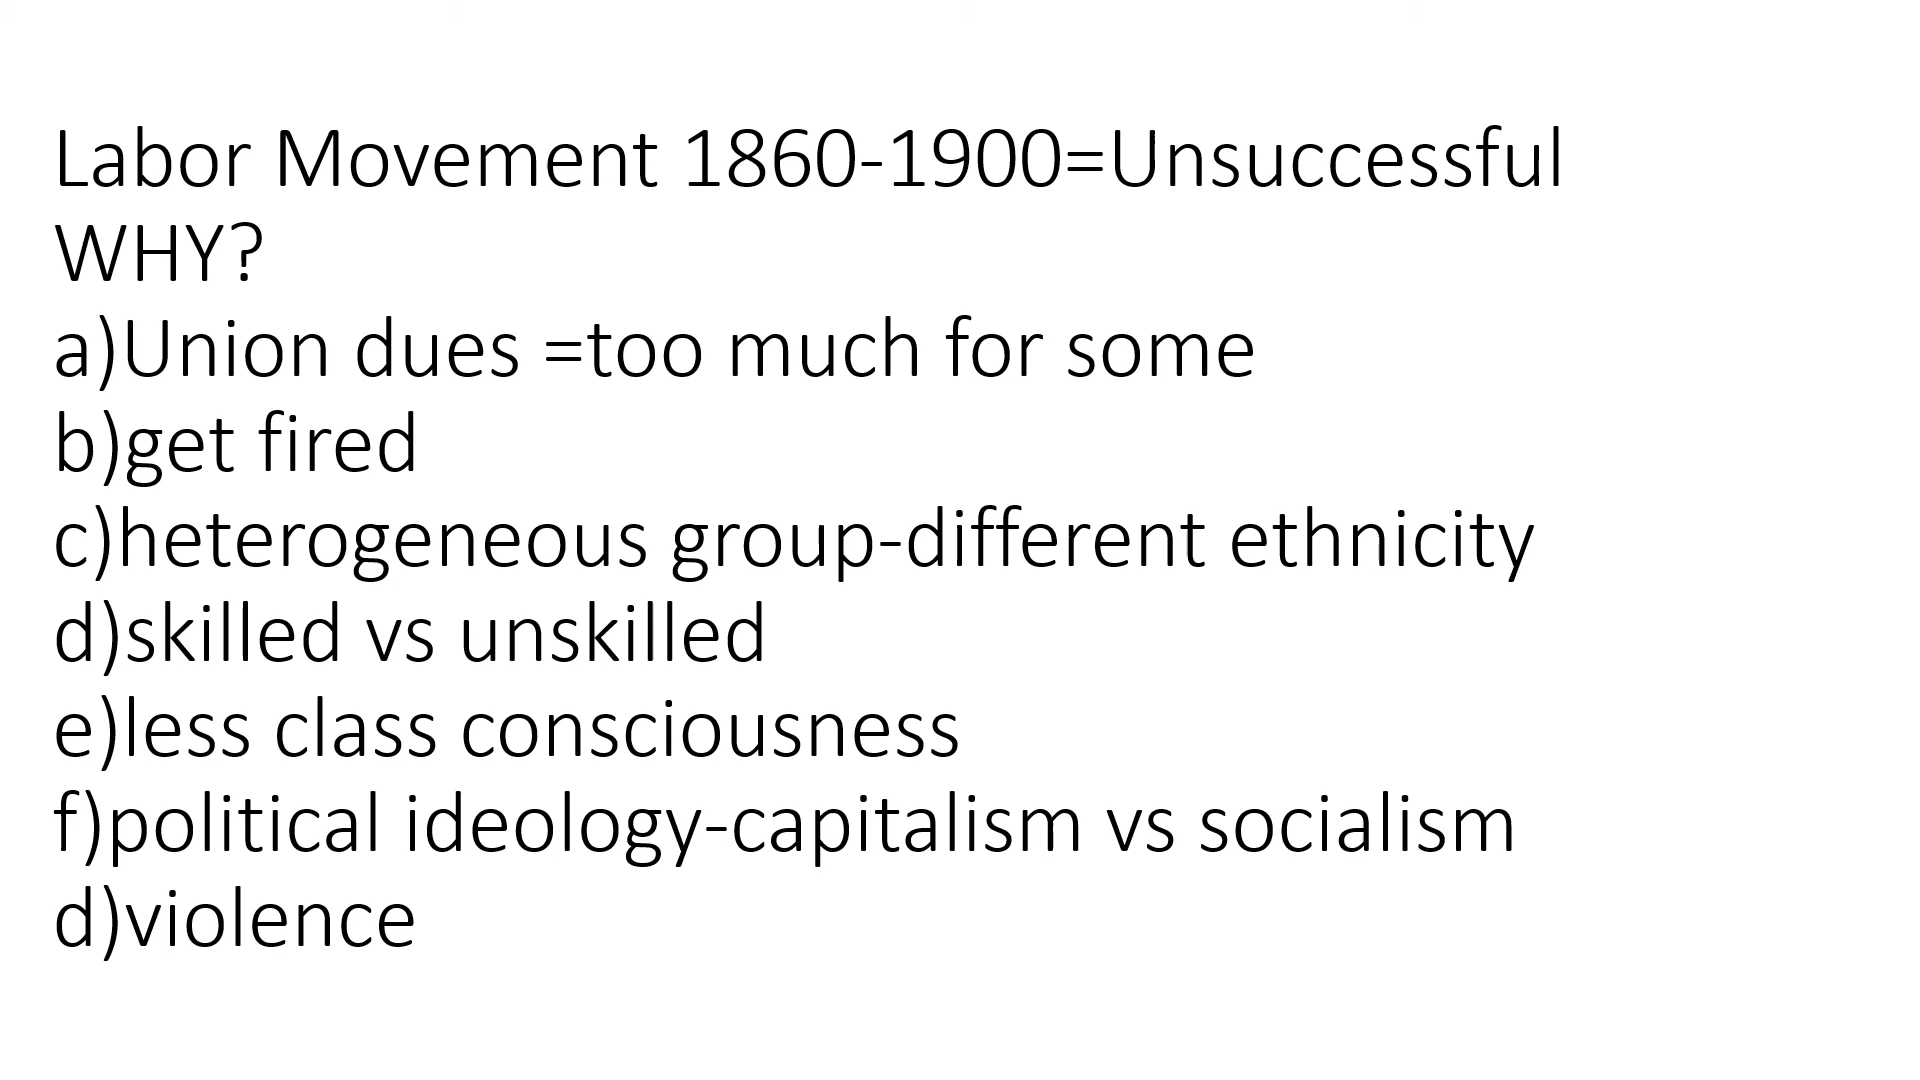 Labor Movement 1860-1900=Unsuccessful
WHY?
a)Union dues =too much for some
b)get fired
c)heterogeneous group-different ethnicity
d)skilled vs unskilled
e)less class consciousness
f)political ideology-capitalism vs socialism
d)violence